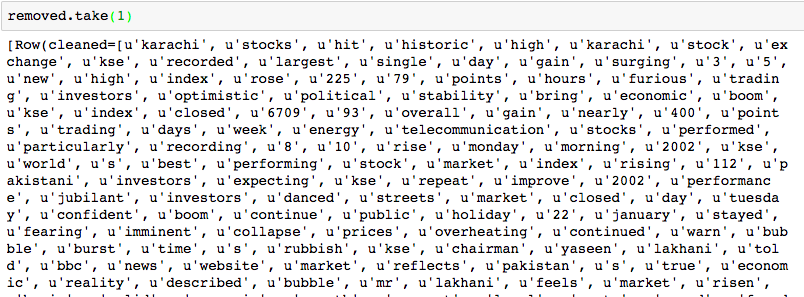 removed.take(1)
[Row(cleaned=[u'karachi', u'stocks', u'hit', u'historic', u'high', u'karachi', u'stock', u'ex
change', u'kse', u'recorded', u'largest', u'single', u'day', u'gain', u'surging', u'3', u'5',
u'new', u'high', u'index', u'rose', u'225', u'79', u'points', u'hours', u'furious', u'tradin
g', u'investors', u'optimistic', u'political', u'stability', u'bring', u'economic', u'boom',
u'kse', u'index', u'closed', u'6709', u'93', u'overall', u'gain', u'nearly', u'400', u'point
s', u'trading', u'days', u'week', u'energy', u'telecommunication', u'stocks', u'performed',
u'particularly', u'recording', u'8', u'10', u'rise', u'monday', u'morning', u'2002', u'kse',
u'world', u's', u'best', u'performing', u'stock', u'market', u'index', u'rising', u'112', u'p
akistani', u'investors', u'expecting', u'kse', u'repeat', u'improve', u'2002', u'performanc
e', u'jubilant', u'investors', u'danced', u'streets', u'market', u'closed', u'day', u'tuesda
y', u'confident', u'boom', u'continue', u'public', u'holiday', u'22', u'january', u'stayed',
u'fearing', u'imminent', u'collapse', u'prices', u'overheating', u'continued', u'warn', u'bub
ble', u'burst', u'time', u's', u'rubbish', u'kse', u'chairman', u'yaseen', u'lakhani', u'tol
d', u'bbc', u'news', u'website', u'market', u'reflects', u'pakistan', u's', u'true', u'econom
ic', u'reality', u'described', u'bubble', u'mr', u'lakhani', u'feels', u'market', u'risen',